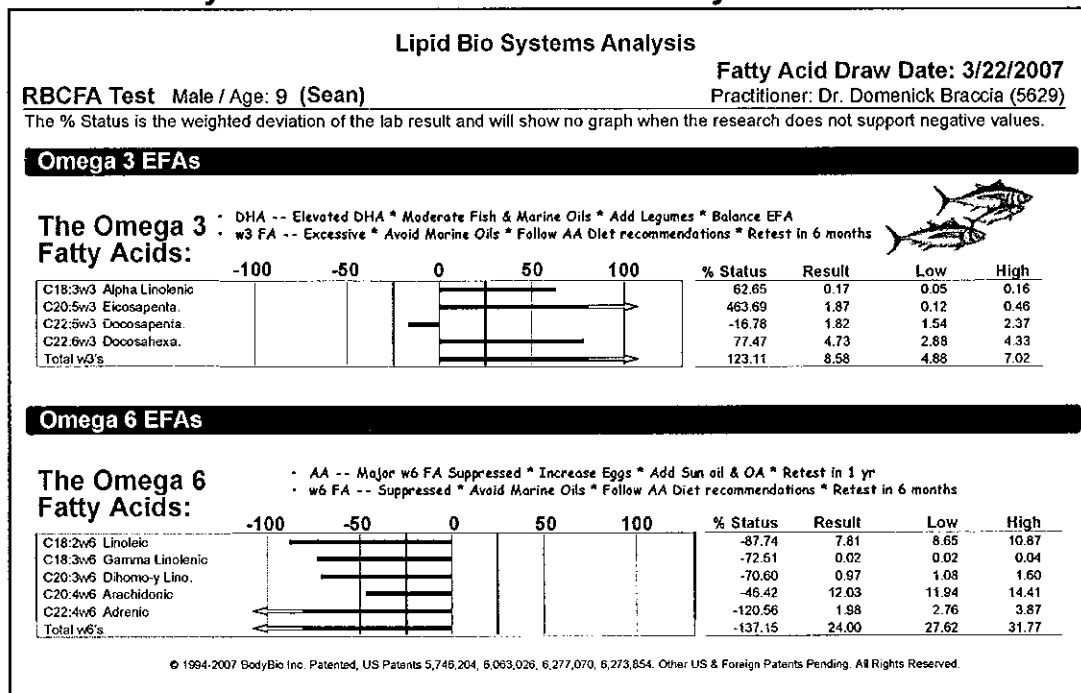 Lipid Bio Systems Analysis
Fatty Acid Draw Date: 3/22/2007
RBCFA Test Male / Age: 9 (Sean)
Practitioner: Dr. Domenick Braccia (5629)
The % Status is the weighted deviation of the lab result and will show no graph when the research does not support negative values.
Omega 3 EFAs
The Omega 3 Fatty Acids:
· DHA -- Elevated DHA * Moderate Fish & Marine Oils * Add Legumes * Balance EFA
· w3 FA -- Excessive * Avoid Marine Oils * Follow AA Diet recommendations * Retest in 6 months
-100 -50 0 50 100 % Status Result Low High
C18:3w3 Alpha Linolenic 62.65 0.17 0.05 0.16
C20:5w3 Eicosapenta. 463.69 1.87 0.12 0.46
C22:5w3 Docosapenta. -16.78 1.82 1.54 2.37
C22:6w3 Docosahexa. 77.47 4.73 2.88 4.33
Total w3's 123.11 8.58 4.88 7.02
Omega 6 EFAs
The Omega 6 Fatty Acids:
· AA -- Major w6 FA Suppressed * Increase Eggs * Add Sun oil & OA * Retest in 1 yr
· w6 FA -- Suppressed * Avoid Marine Oils * Follow AA Diet recommendations * Retest in 6 months
-100 -50 0 50 100 % Status Result Low High
C18:2w6 Linoleic -87.74 7.81 8.65 10.87
C18:3w6 Gamma Linolenic -72.51 0.02 0.02 0.04
C20:3w6 Dihomo-y Lino. -70.60 0.97 1.08 1.60
C20:4w6 Arachidonic -46.42 12.03 11.94 14.41
C22:4w6 Adrenic -120.56 1.98 2.76 3.87
Total w6's -137.15 24.00 27.62 31.77
© 1994-2007 BodyBio Inc. Patented, US Patents 5,746,204, 6,063,026, 6,277,070, 6,273,854. Other US & Foreign Patents Pending. All Rights Reserved.